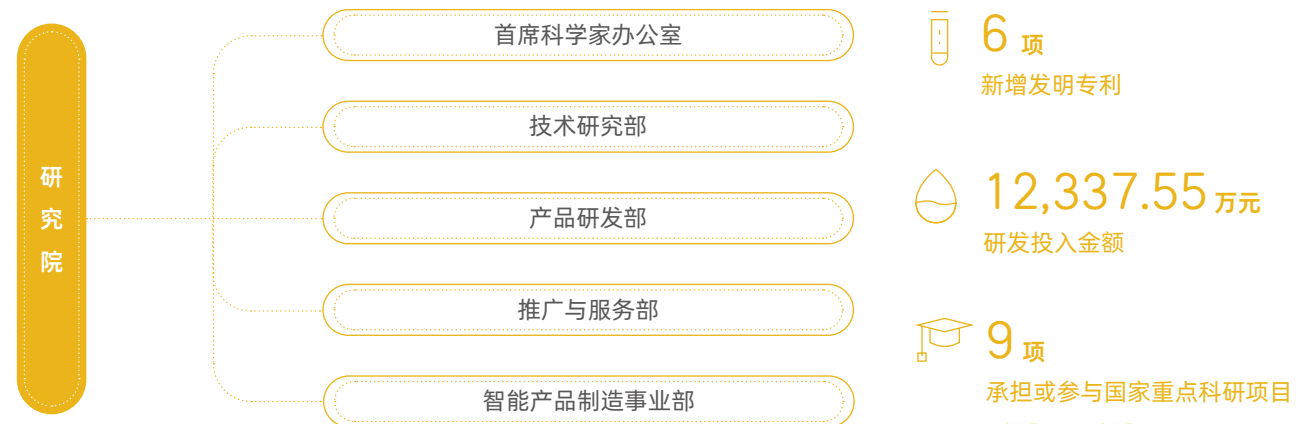 研究院
首席科学家办公室
技术研究部
产品研发部
推广与服务部
智能产品制造事业部
6 项
新增发明专利
12,337.55 万元
研发投入金额
9 项
承担或参与国家重点科研项目